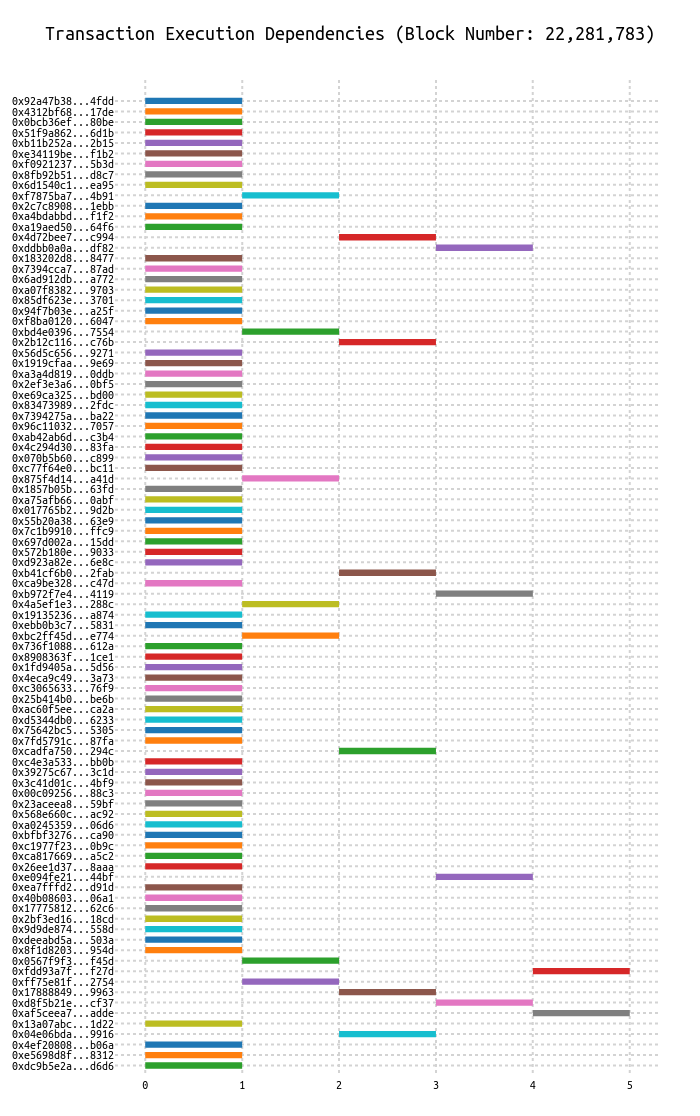 Transaction Execution Dependencies (Block Number: 22,281,783)
0x92a47b38...4fdd
0x4312bf68...17de
0x0bcb36ef...80be
0x51f9a862...6d1b
0xb11b252a...2b15
0xe34119be...f1b2
0xf0921237...5b3d
0x8fb92b51...d8c7
0x6d1540c1...ea95
0xf7875ba7...4b91
0x2c7c8908...1ebb
0xa4bdabbd...f1f2
0xa19aed50...64f6
0x4d72bee7...c994
0xddbb0a0a...df82
0x183202d8...8477
0x7394cca7...87ad
0x6ad912db...a772
0xa07f8382...9703
0x85df623e...3701
0x94f7b03e...a25f
0xf8ba0120...6047
0xbd4e0396...7554
0x2b12c116...c76b
0x56d5c656...9271
0x1919cfaa...9e69
0xa3a4d819...0ddb
0x2ef3e3a6...0bf5
0xe69ca325...bd00
0x83473989...2fdc
0x7394275a...ba22
0x96c11032...7057
0xab42ab6d...c3b4
0x4c294d30...83fa
0x070b5b60...c899
0xc77f64e0...bc11
0x875f4d14...a41d
0x1857b05b...63fd
0xa75afb66...0abf
0x017765b2...9d2b
0x55b20a38...63e9
0x7c1b9910...ffc9
0x697d002a...15dd
0x572b180e...9033
0xd923a82e...6e8c
0xb41cf6b0...2fab
0xca9be328...c47d
0xb972f7e4...4119
0x4a5ef1e3...288c
0x19135236...a874
0xebb0b3c7...5831
0xbc2ff45d...e774
0x736f1088...612a
0x8908363f...1ce1
0x1fd9405a...5d56
0x4eca9c49...3a73
0xc3065633...76f9
0x25b414b0...be6b
0xac60f5ee...ca2a
0xd5344db0...6233
0x75642bc5...5305
0x7fd5791c...87fa
0xcadfa750...294c
0xc4e3a533...bb0b
0x39275c67...3c1d
0x3c41d01c...4bf9
0x00c09256...88c3
0x23aceea8...59bf
0x568e660c...ac92
0xa0245359...06d6
0xbfbf3276...ca90
0xc1977f23...0b9c
0xca817669...a5c2
0x26ee1d37...8aaa
0xe094fe21...44bf
0xea7fffd2...d91d
0x40b08603...06a1
0x17775812...62c6
0x2bf3ed16...18cd
0x9d9de874...558d
0xdeeabd5a...503a
0x8f1d8203...954d
0x0567f9f3...f45d
0xfdd93a7f...f27d
0xff75e81f...2754
0x17888849...9963
0xd8f5b21e...cf37
0xaf5ceea7...adde
0x13a07abc...1d22
0x04e06bda...9916
0x4ef20808...b06a
0xe5698d8f...8312
0xdc9b5e2a...d6d6
0 1 2 3 4 5